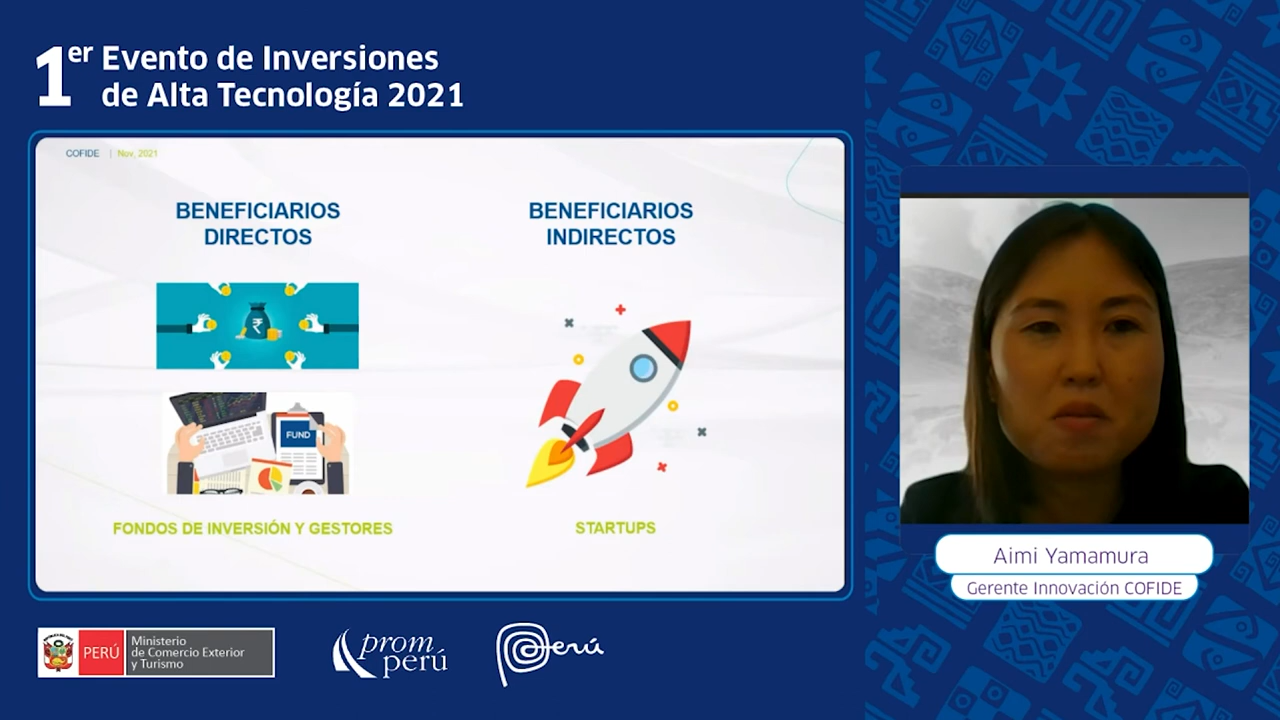 1er Evento de Inversiones
de Alta Tecnología 2021
COFIDE | Nov, 2021
BENEFICIARIOS
DIRECTOS
BENEFICIARIOS
INDIRECTOS
₹
FUND
FONDOS DE INVERSIÓN Y GESTORES
STARTUPS
Aimi Yamamura
Gerente Innovación COFIDE
PERÚ
Ministerio
de Comercio Exterior
y Turismo
prom
perú
Perú